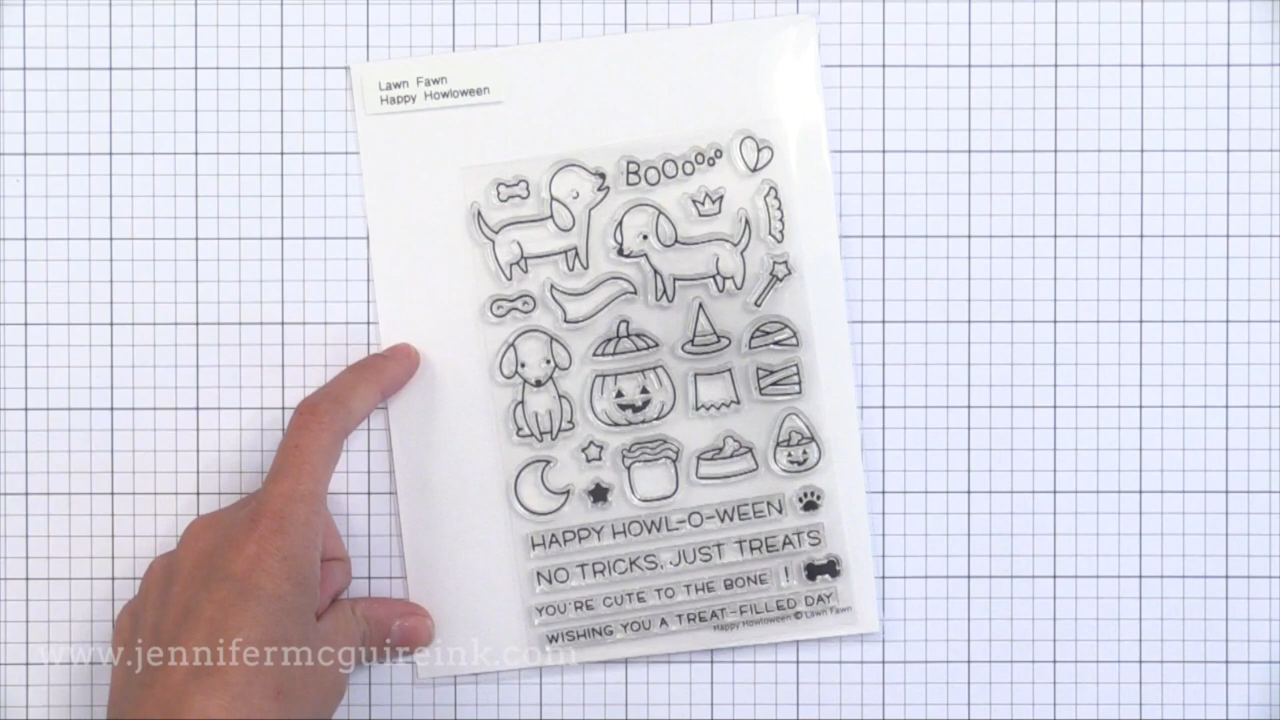 Lawn Fawn
Happy Howloween
BOOoooo
HAPPY HOWL-O-WEEN
NO TRICKS, JUST TREATS
YOU'RE CUTE TO THE BONE !
WISHING YOU A TREAT-FILLED DAY
Happy Howloween © Lawn Fawn
www.jennifermcguireink.com